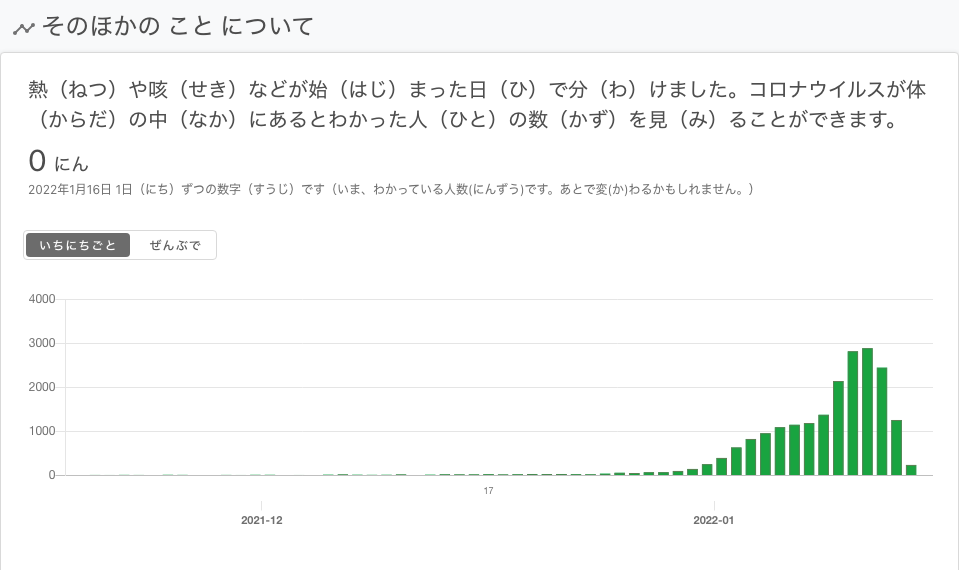 そのほかの こと について
熱（ねつ）や咳（せき）などが始（はじ）まった日（ひ）で分（わ）けました。コロナウイルスが体
（からだ）の中（なか）にあるとわかった人（ひと）の数（かず）を見（み）ることができます。
0 にん
2022年1月16日 1日（にち）ずつの数字（すうじ）です（いま、わかっている人数(にんずう)です。あとで変(か)わるかもしれません。）
いちにちごと ぜんぶで
4000
3000
2000
1000
0
17
2021-12 2022-01